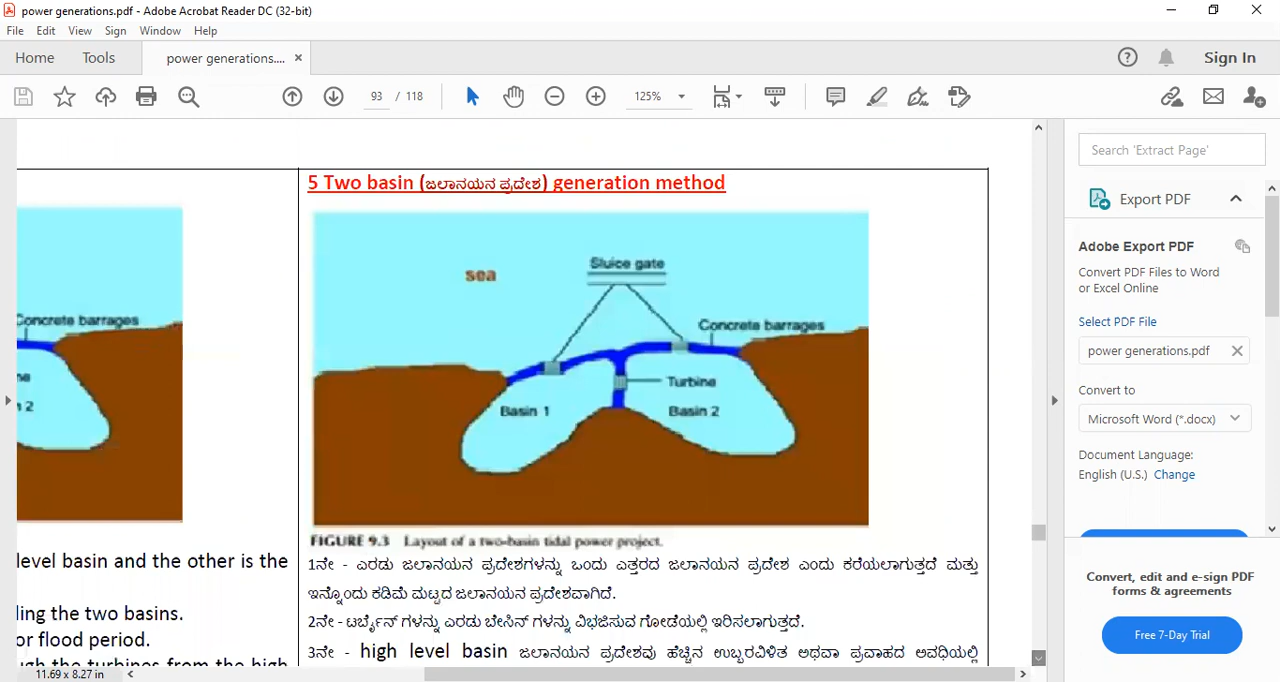 power generations.pdf - Adobe Acrobat Reader DC (32-bit)
File Edit View Sign Window Help
Home Tools power generations.... × Sign In
93 / 118 125%
5 Two basin (ಜಲಾನಯನ ಪ್ರದೇಶ) generation method
sea
Sluice gate
Concrete barrages
Turbine
Basin 1
Basin 2
FIGURE 9.3 Layout of a two-basin tidal power project.
1ನೇ - ಎರಡು ಜಲಾನಯನ ಪ್ರದೇಶಗಳನ್ನು ಒಂದು ಎತ್ತರದ ಜಲಾನಯನ ಪ್ರದೇಶ ಎಂದು ಕರೆಯಲಾಗುತ್ತದೆ ಮತ್ತು
ಇನ್ನೊಂದು ಕಡಿಮೆ ಮಟ್ಟದ ಜಲಾನಯನ ಪ್ರದೇಶವಾಗಿದೆ.
2ನೇ - ಟರ್ಬೈನ್ ಗಳನ್ನು ಎರಡು ಬೇಸಿನ್ ಗಳನ್ನು ವಿಭಜಿಸುವ ಗೋಡೆಯಲ್ಲಿ ಇರಿಸಲಾಗುತ್ತದೆ.
3ನೇ - high level basin ಜಲಾನಯನ ಪ್ರದೇಶವು ಹೆಚ್ಚಿನ ಉಬ್ಬರವಿಳಿತ ಅಥವಾ ಪ್ರವಾಹದ ಅವಧಿಯಲ್ಲಿ
Concrete barrages
2
level basin and the other is the
ling the two basins.
or flood period.
ugh the turbines from the high
11.69 x 8.27 in
Search 'Extract Page'
Export PDF
Adobe Export PDF
Convert PDF Files to Word
or Excel Online
Select PDF File
power generations.pdf
Convert to
Microsoft Word (*.docx)
Document Language:
English (U.S.) Change
Convert, edit and e-sign PDF
forms & agreements
Free 7-Day Trial